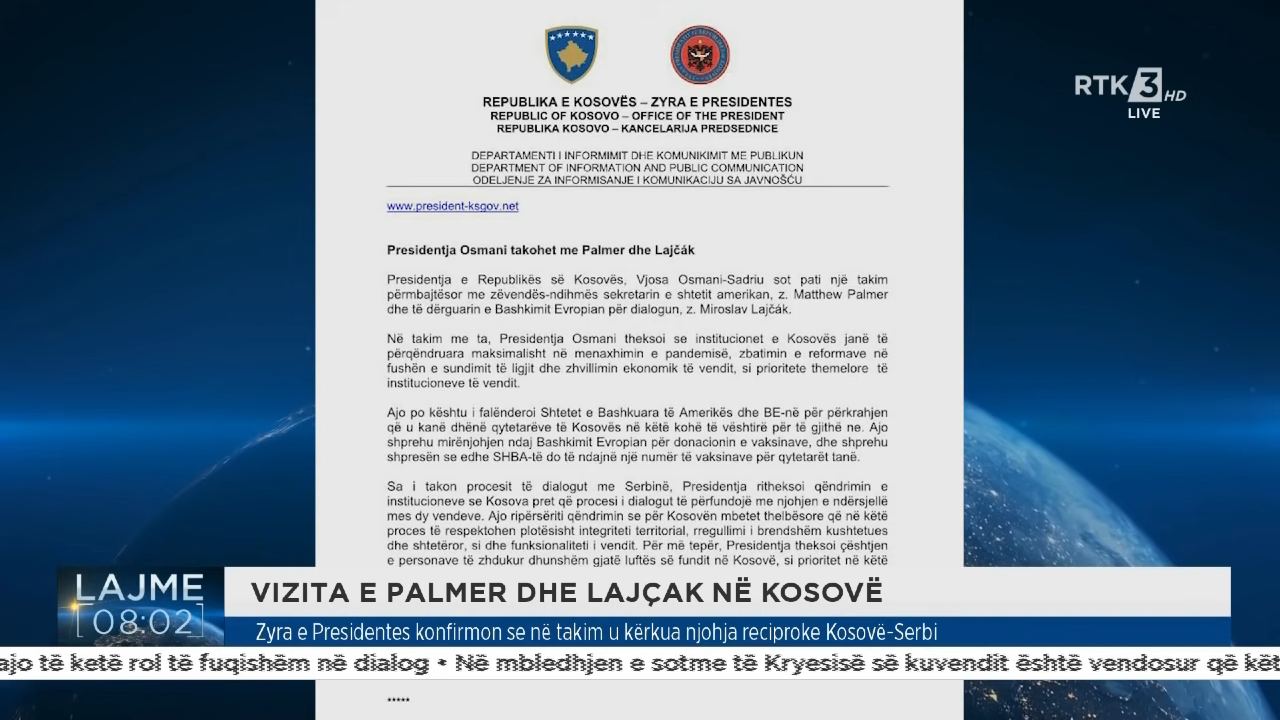 REPUBLIKA E KOSOVËS – ZYRA E PRESIDENTES
REPUBLIC OF KOSOVO – OFFICE OF THE PRESIDENT
REPUBLIKA KOSOVO – KANCELARIJA PREDSEDNICE
DEPARTAMENTI I INFORMIMIT DHE KOMUNIKIMIT ME PUBLIKUN
DEPARTMENT OF INFORMATION AND PUBLIC COMMUNICATION
ODELJENJE ZA INFORMISANJE I KOMUNIKACIJU SA JAVNOŠĆU
www.president-ksgov.net
Presidentja Osmani takohet me Palmer dhe Lajčák
Presidentja e Republikës së Kosovës, Vjosa Osmani-Sadriu sot pati një takim
përmbajtësor me zëvendës-ndihmës sekretarin e shtetit amerikan, z. Matthew Palmer
dhe të dërguarin e Bashkimit Evropian për dialogun, z. Miroslav Lajčák.
Në takim me ta, Presidentja Osmani theksoi se institucionet e Kosovës janë të
përqëndruara maksimalisht në menaxhimin e pandemisë, zbatimin e reformave në
fushën e sundimit të ligjit dhe zhvillimin ekonomik të vendit, si prioritete themelore të
institucioneve të vendit.
Ajo po kështu i falënderoi Shtetet e Bashkuara të Amerikës dhe BE-në për përkrahjen
që u kanë dhënë qytetarëve të Kosovës në këtë kohë të vështirë për të gjithë ne. Ajo
shprehu mirënjohjen ndaj Bashkimit Evropian për donacionin e vaksinave, dhe shprehu
shpresën se edhe SHBA-të do të ndajnë një numër të vaksinave për qytetarët tanë.
Sa i takon procesit të dialogut me Serbinë, Presidentja ritheksoi qëndrimin e
institucioneve se Kosova pret që procesi i dialogut të përfundojë me njohjen e ndërsjellë
mes dy vendeve. Ajo ripërsëriti qëndrimin se për Kosovën mbetet thelbësore që në këtë
proces të respektohen plotësisht integriteti territorial, rregullimi i brendshëm kushtetues
dhe shtetëror, si dhe funksionaliteti i vendit. Për më tepër, Presidentja theksoi çështjen
e personave të zhdukur dhunshëm gjatë luftës së fundit në Kosovë, si prioritet në këtë
RTK 3 HD
LIVE
LAJME
[08:02]
VIZITA E PALMER DHE LAJÇAK NË KOSOVË
Zyra e Presidentes konfirmon se në takim u kërkua njohja reciproke Kosovë-Serbi
ajo të ketë rol të fuqishëm në dialog • Në mbledhjen e sotme të Kryesisë së kuvendit është vendosur që kët
*****